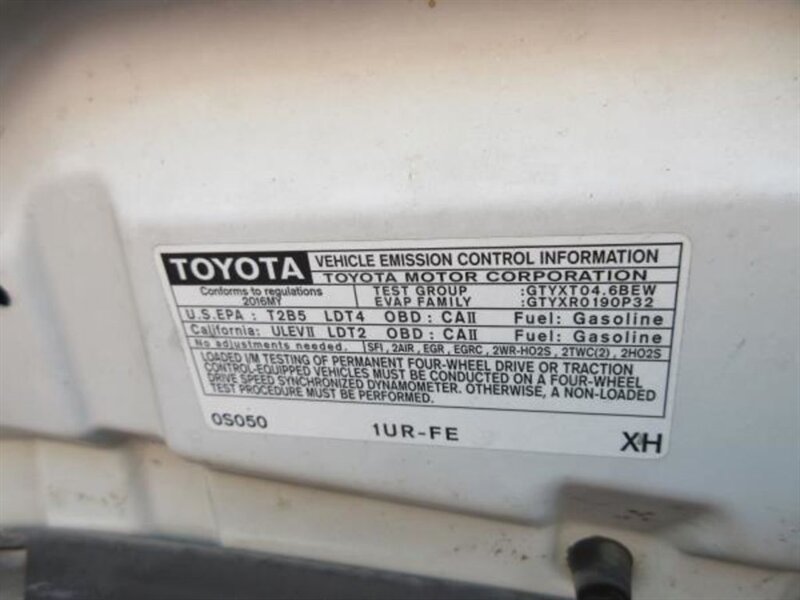 TOYOTA
VEHICLE EMISSION CONTROL INFORMATION
TOYOTA MOTOR CORPORATION
Conforms to regulations
2016MY
TEST GROUP :GTYXT04.6BEW
EVAP FAMILY :GTYXR0190P32
U.S.EPA : T2B5 LDT4 OBD : CAII Fuel: Gasoline
California: ULEVII LDT2 OBD : CAII Fuel: Gasoline
No adjustments needed. SFI , 2AIR , EGR , EGRC , 2WR-HO2S , 2TWC(2) , 2HO2S
LOADED I/M TESTING OF PERMANENT FOUR-WHEEL DRIVE OR TRACTION
CONTROL-EQUIPPED VEHICLES MUST BE CONDUCTED ON A FOUR-WHEEL
DRIVE SPEED SYNCHRONIZED DYNAMOMETER. OTHERWISE, A NON-LOADED
TEST PROCEDURE MUST BE PERFORMED.
0S050 1UR-FE XH